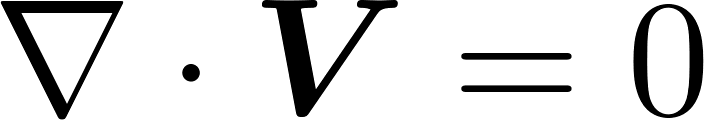 ∇ · V = 0